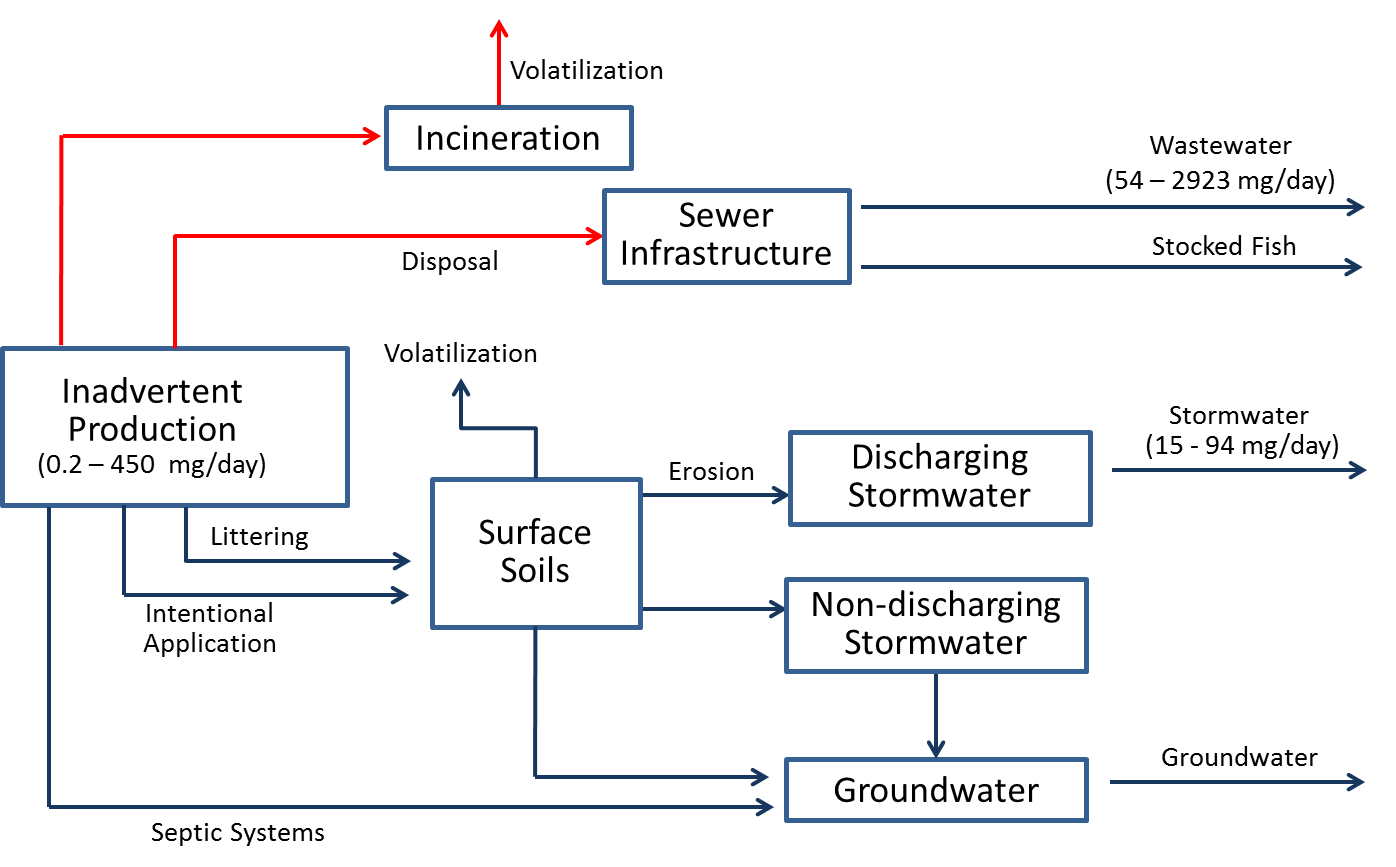 Volatilization
Incineration
Wastewater
(54 – 2923 mg/day)
Sewer
Infrastructure
Disposal
Stocked Fish
Volatilization
Inadvertent
Production
(0.2 – 450  mg/day)
Stormwater
(15 - 94 mg/day)
Erosion
Discharging
Stormwater
Surface
Soils
Littering
Intentional
Application
Non-discharging
Stormwater
Groundwater
Groundwater
Septic Systems